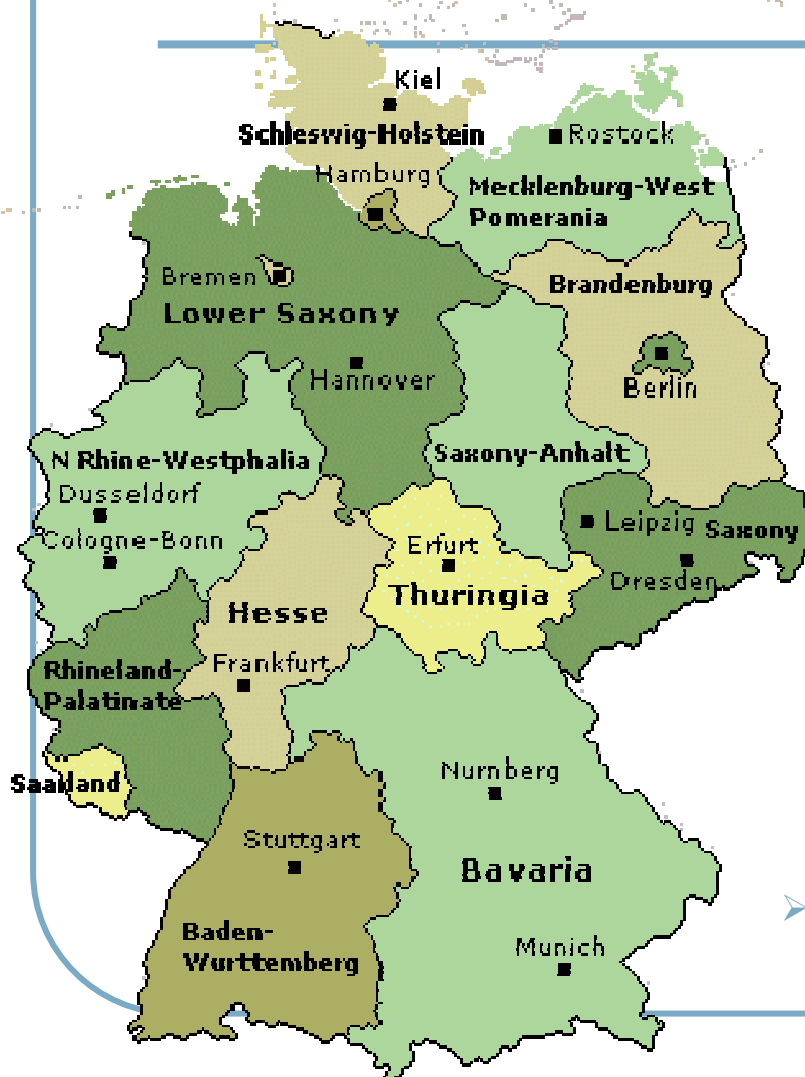 Kiel
Schleswig-Holstein
Rostock
Hamburg
Mecklenburg-West
Pomerania
Bremen
Brandenburg
Lower Saxony
Hannover
Berlin
N Rhine-Westphalia
Saxony-Anhalt
Dusseldorf
Leipzig
Saxony
Cologne-Bonn
Erfurt
Dresden
Thuringia
Hesse
Frankfurt
Rhineland-
Palatinate
Saarland
Nurnberg
Stuttgart
Bavaria
Baden-
Wurttemberg
Munich